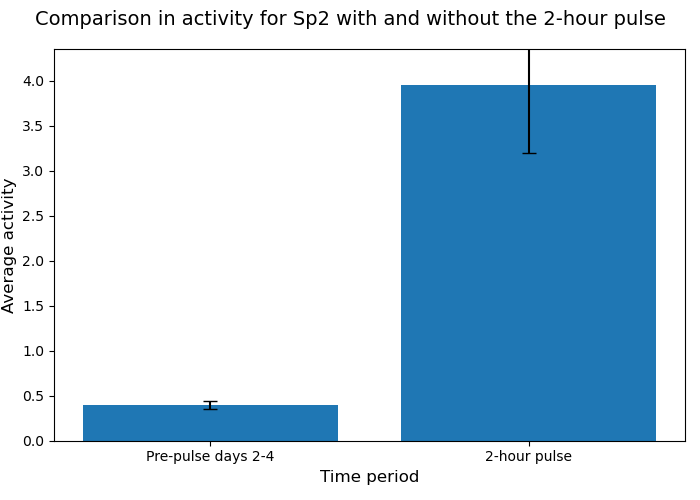 Comparison in activity for Sp2 with and without the 2-hour pulse
4.0
3.5
3.0
2.5
2.0
1.5
1.0
0.5
0.0
Average activity
Pre-pulse days 2-4
2-hour pulse
Time period